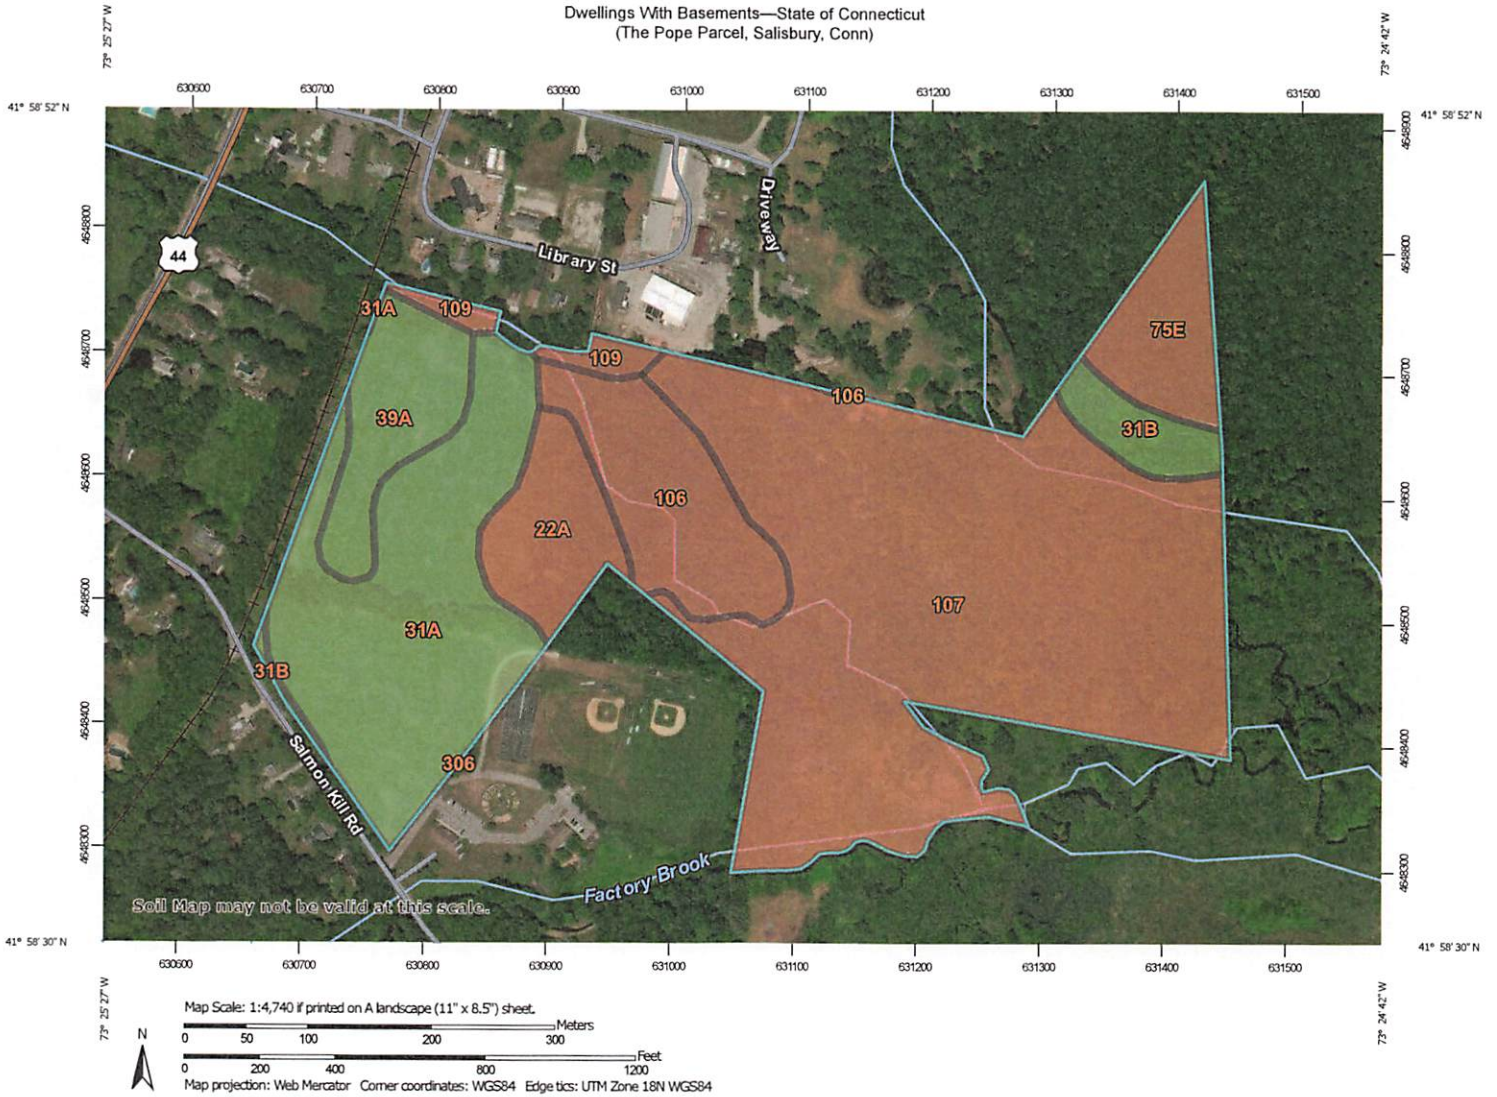 Dwellings With Basements—State of Connecticut
(The Pope Parcel, Salisbury, Conn)
73° 25' 27" W
73° 24' 42" W
630600 630700 630800 630900 631000 631100 631200 631300 631400 631500
41° 58' 52" N
41° 58' 52" N
4648900
4648800
4648800
4648700
4648700
4648600
4648600
4648500
4648500
4648400
4648400
4648300
4648300
44
Library St
Driveway
31A
109
109
106
75E
39A
31B
106
22A
107
31A
31B
306
Salmon Kill Rd
Factory Brook
Soil Map may not be valid at this scale.
41° 58' 30" N
41° 58' 30" N
630600 630700 630800 630900 631000 631100 631200 631300 631400 631500
73° 25' 27" W
73° 24' 42" W
Map Scale: 1:4,740 if printed on A landscape (11" x 8.5") sheet.
Meters
0 50 100 200 300
Feet
0 200 400 800 1200
N
Map projection: Web Mercator Corner coordinates: WGS84 Edge tics: UTM Zone 18N WGS84